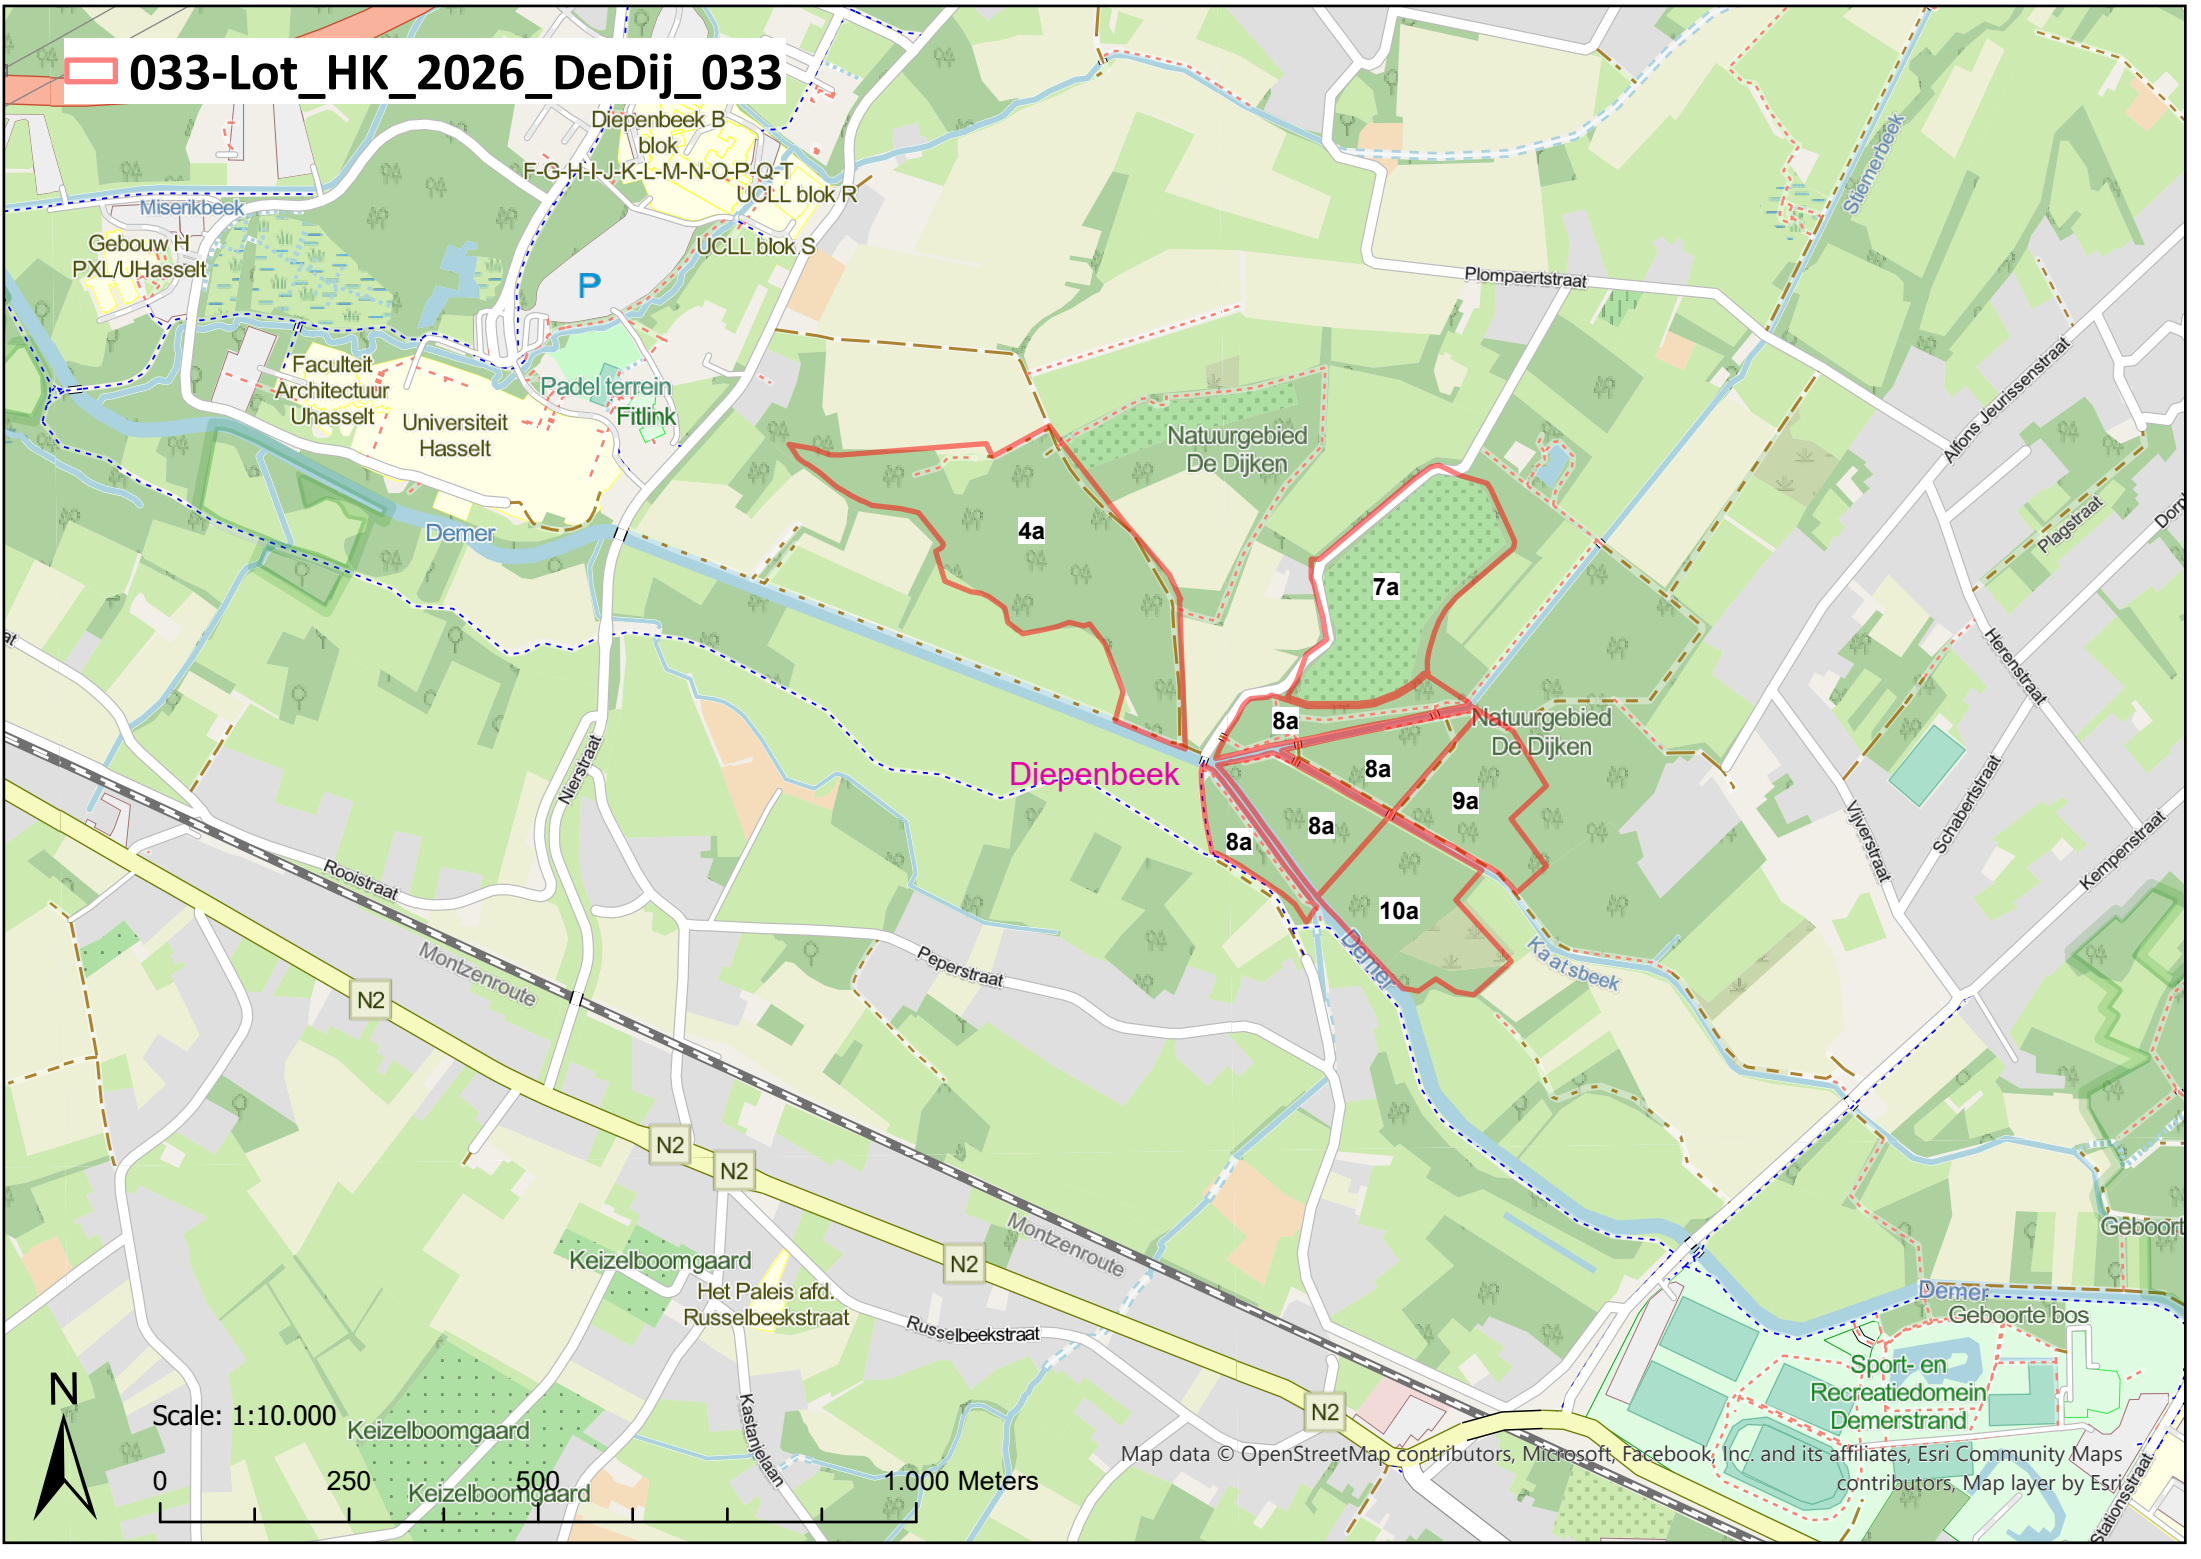 033-Lot_HK_2026_DeDij_033
Diepenbeek B
blok
F-G-H-I-J-K-L-M-N-O-P-Q-T
UCLL blok R
UCLL blok S
Miserikbeek
Gebouw H
PXL/UHasselt
P
Stiemerbeek
Plompaertstraat
Faculteit
Architectuur
Uhasselt
Universiteit
Hasselt
Padel terrein
Fitlink
Natuurgebied
De Dijken
Alfons Jeurissenstraat
Plagstraat
Demer
4a
7a
Herenstraat
8a
Natuurgebied
De Dijken
8a
9a
8a
8a
10a
Diepenbeek
Nierstraat
Rooistraat
Vijverstraat
Schabertstraat
Kempenstraat
Demer
Kaatsbeek
Peperstraat
Montzenroute
N2
N2
N2
N2
Montzenroute
Keizelboomgaard
Het Paleis afd.
Russelbeekstraat
Russelbeekstraat
Geboort
Demer
Geboorte bos
Sport- en
Recreatiedomein
Demerstrand
N2
Kastanjelaan
Keizelboomgaard
Keizelboomgaard
Stationsstraat
N
Scale: 1:10.000
0 250 500 1.000 Meters
Map data © OpenStreetMap contributors, Microsoft, Facebook, Inc. and its affiliates, Esri Community Maps
contributors, Map layer by Esri